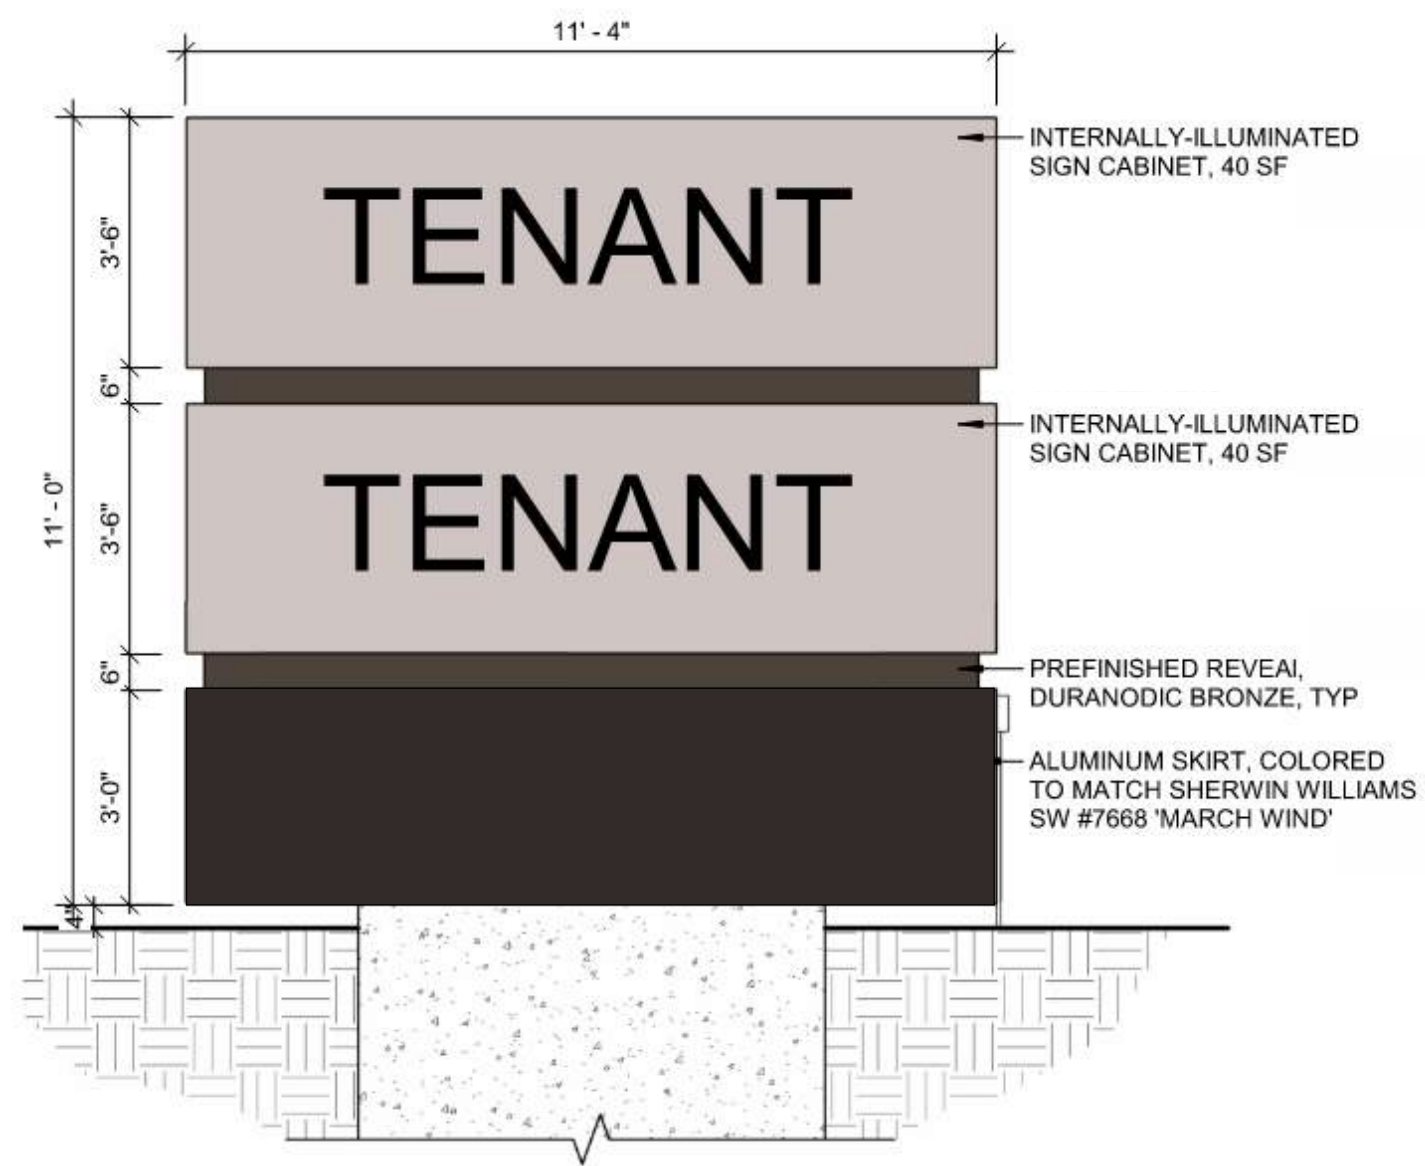 11' - 4"
INTERNALLY-ILLUMINATED
SIGN CABINET, 40 SF
TENANT
3'-6"
6"
INTERNALLY-ILLUMINATED
SIGN CABINET, 40 SF
TENANT
11' - 0"
3'-6"
6"
PREFINISHED REVEAI,
DURANODIC BRONZE, TYP
3'-0"
ALUMINUM SKIRT, COLORED
TO MATCH SHERWIN WILLIAMS
SW #7668 'MARCH WIND'
4"